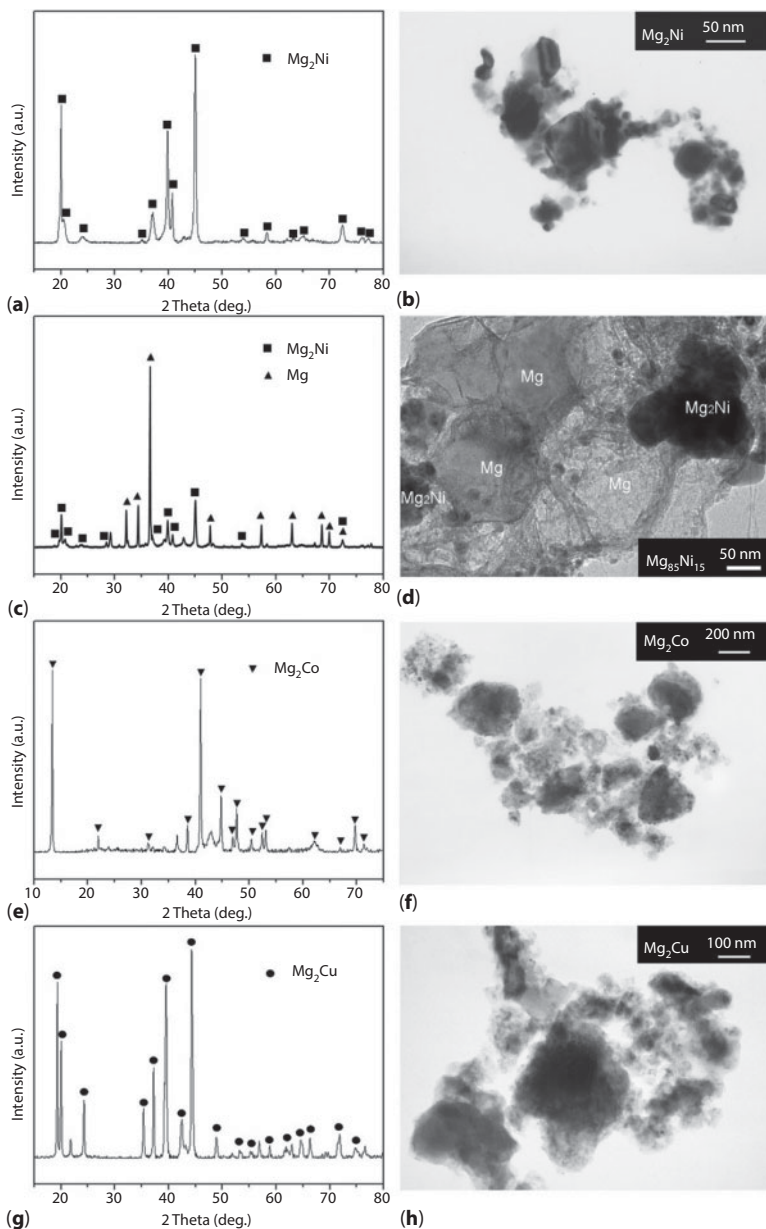 Intensity (a.u.)
■ Mg₂Ni
20 30 40 50 60 70 80
2 Theta (deg.)
(a)
Mg₂Ni 50 nm
(b)
Intensity (a.u.)
■ Mg₂Ni
▲ Mg
20 30 40 50 60 70 80
2 Theta (deg.)
(c)
Mg
Mg₂Ni
Mg
Mg
Mg₂Ni
Mg₈₅Ni₁₅ 50 nm
(d)
Intensity (a.u.)
▼ Mg₂Co
10 20 30 40 50 60 70
2 Theta (deg.)
(e)
Mg₂Co 200 nm
(f)
Intensity (a.u.)
● Mg₂Cu
20 30 40 50 60 70 80
2 Theta (deg.)
(g)
Mg₂Cu 100 nm
(h)